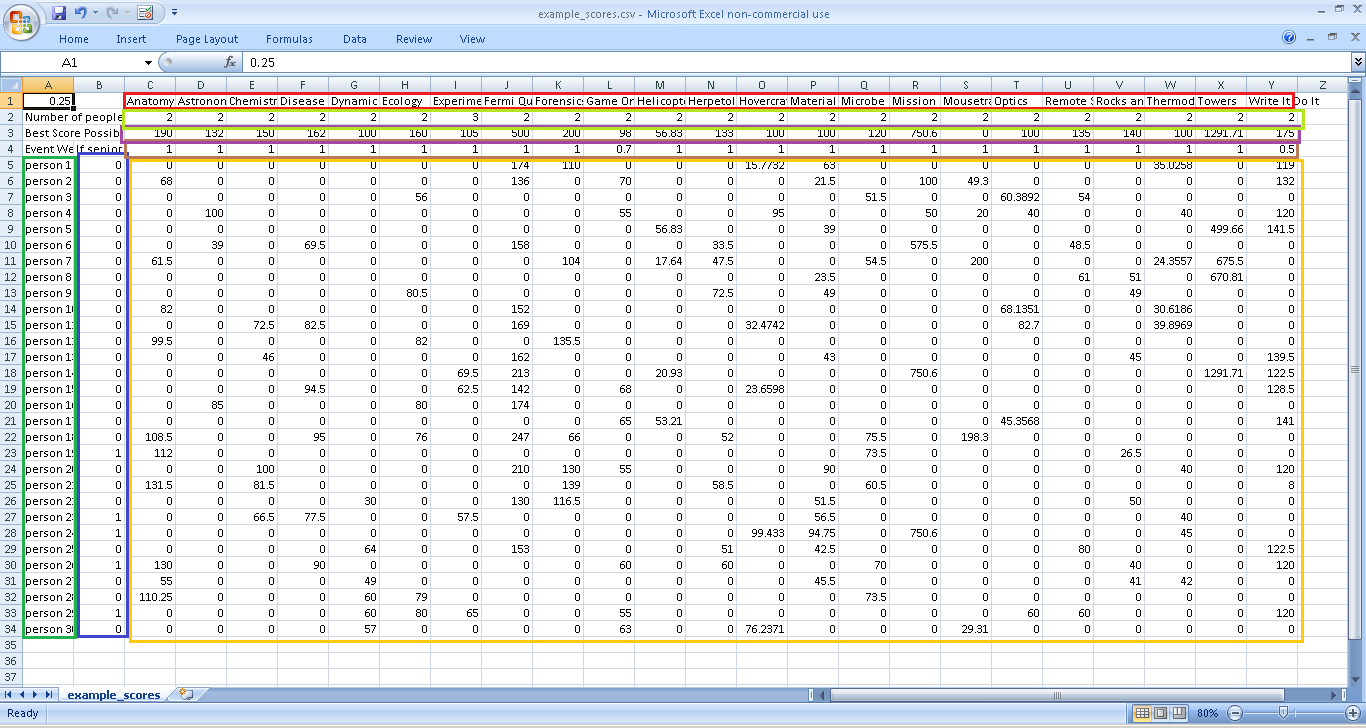 example_scores.csv - Microsoft Excel non-commercial use
Home Insert Page Layout Formulas Data Review View
A1 fx 0.25
A B C D E F G H I J K L M N O P Q R S T U V W X Y Z
1 0.25 Anatomy Astronon Chemistr Disease Dynamic Ecology Experime Fermi Qu Forensic: Game On Helicopt Herpetol Hovercra Material Microbe Mission Mousetra Optics Remote S Rocks an Thermod Towers Write It Do It
2 Number of people 2 2 2 2 2 2 3 2 2 2 2 2 2 2 2 2 2 2 2 2 2 2 2
3 Best Score Possib 190 132 150 162 100 160 105 500 200 98 56.83 133 100 100 120 750.6 0 100 135 140 100 1291.71 175
4 Event We If senior 1 1 1 1 1 1 1 1 1 0.7 1 1 1 1 1 1 1 1 1 1 1 1 0.5
5 person 1 0 0 0 0 0 0 0 0 174 110 0 0 0 15.7732 63 0 0 0 0 0 0 35.0258 0 119
6 person 2 0 68 0 0 0 0 0 0 136 0 70 0 0 0 21.5 0 100 49.3 0 0 0 0 0 132
7 person 3 0 0 0 0 0 0 56 0 0 0 0 0 0 0 0 51.5 0 0 60.3892 54 0 0 0 0
8 person 4 0 0 100 0 0 0 0 0 0 0 55 0 0 95 0 0 50 20 40 0 0 40 0 120
9 person 5 0 0 0 0 0 0 0 0 0 0 0 56.83 0 0 39 0 0 0 0 0 0 0 499.66 141.5
10 person 6 0 0 39 0 69.5 0 0 0 158 0 0 0 33.5 0 0 0 575.5 0 0 48.5 0 0 0 0
11 person 7 0 61.5 0 0 0 0 0 0 0 104 0 17.64 47.5 0 0 54.5 0 200 0 0 0 24.3557 675.5 0
12 person 8 0 0 0 0 0 0 0 0 0 0 0 0 0 0 23.5 0 0 0 0 61 51 0 670.81 0
13 person 9 0 0 0 0 0 0 80.5 0 0 0 0 0 72.5 0 49 0 0 0 0 0 49 0 0 0
14 person 1 0 82 0 0 0 0 0 0 152 0 0 0 0 0 0 0 0 0 68.1351 0 0 30.6186 0 0
15 person 1 0 0 0 72.5 82.5 0 0 0 169 0 0 0 0 32.4742 0 0 0 0 82.7 0 0 39.8969 0 0
16 person 1 0 99.5 0 0 0 0 82 0 0 135.5 0 0 0 0 0 0 0 0 0 0 0 0 0 0
17 person 1 0 0 0 46 0 0 0 0 162 0 0 0 0 0 43 0 0 0 0 0 45 0 0 139.5
18 person 1 0 0 0 0 0 0 0 69.5 213 0 0 20.93 0 0 0 0 750.6 0 0 0 0 0 1291.71 122.5
19 person 1 0 0 0 0 94.5 0 0 62.5 142 0 68 0 0 23.6598 0 0 0 0 0 0 0 0 0 128.5
20 person 1 0 0 85 0 0 0 80 0 174 0 0 0 0 0 0 0 0 0 0 0 0 0 0 0
21 person 1 0 0 0 0 0 0 0 0 0 0 65 53.21 0 0 0 0 0 0 45.3568 0 0 0 0 141
22 person 1 0 108.5 0 0 95 0 76 0 247 66 0 0 52 0 0 75.5 0 198.3 0 0 0 0 0 0
23 person 1 1 112 0 0 0 0 0 0 0 0 0 0 0 0 0 73.5 0 0 0 0 26.5 0 0 0
24 person 2 0 0 0 100 0 0 0 0 210 130 55 0 0 0 90 0 0 0 0 0 0 40 0 120
25 person 2 0 131.5 0 81.5 0 0 0 0 0 139 0 0 58.5 0 0 60.5 0 0 0 0 0 0 0 8
26 person 2 0 0 0 0 0 30 0 0 130 116.5 0 0 0 0 51.5 0 0 0 0 0 50 0 0 0
27 person 2 1 0 0 66.5 77.5 0 0 57.5 0 0 0 0 0 0 56.5 0 0 0 0 0 0 40 0 0
28 person 2 1 0 0 0 0 0 0 0 0 0 0 0 0 99.433 94.75 0 750.6 0 0 0 0 45 0 0
29 person 2 0 0 0 0 0 64 0 0 153 0 0 0 51 0 42.5 0 0 0 0 80 0 0 0 122.5
30 person 2 1 130 0 0 90 0 0 0 0 0 60 0 60 0 0 70 0 0 0 0 40 0 0 120
31 person 2 0 55 0 0 0 49 0 0 0 0 0 0 0 0 45.5 0 0 0 0 0 41 42 0 0
32 person 2 0 110.25 0 0 0 60 79 0 0 0 0 0 0 0 0 73.5 0 0 0 0 0 0 0 0
33 person 2 1 0 0 0 0 60 80 65 0 0 55 0 0 0 0 0 0 0 60 60 0 0 0 120
34 person 3 0 0 0 0 0 57 0 0 0 0 63 0 0 76.2371 0 0 0 29.31 0 0 0 0 0 0
35
36
37
example_scores
Ready 80%